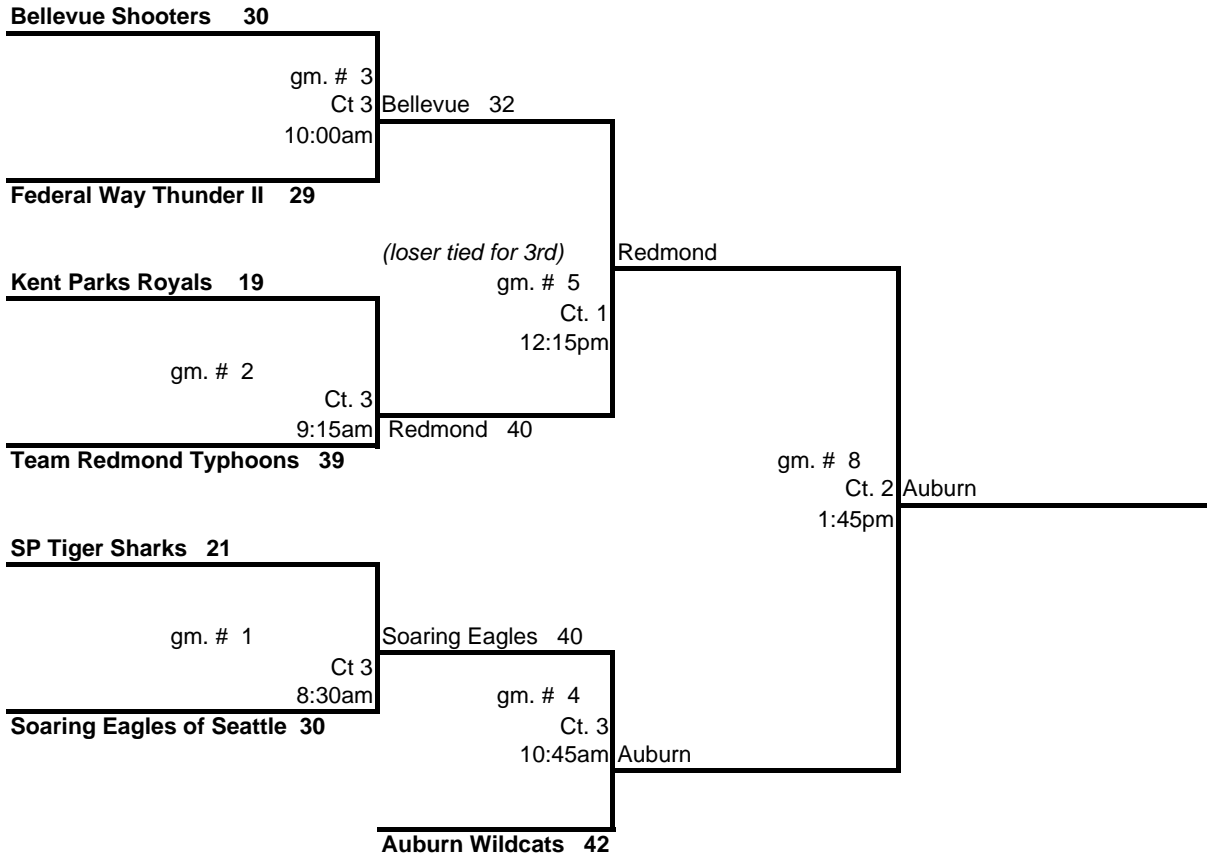 Bellevue Shooters 30
gm. # 3
Ct 3
Bellevue 32
10:00am
Federal Way Thunder II 29
(loser tied for 3rd)
Redmond
Kent Parks Royals 19
gm. # 5
Ct. 1
12:15pm
gm. # 2
Ct. 3
9:15am
Redmond 40
Team Redmond Typhoons 39
gm. # 8
Ct. 2
Auburn
1:45pm
SP Tiger Sharks 21
gm. # 1
Soaring Eagles 40
Ct 3
8:30am
gm. # 4
Soaring Eagles of Seattle 30
Ct. 3
10:45am
Auburn
Auburn Wildcats 42